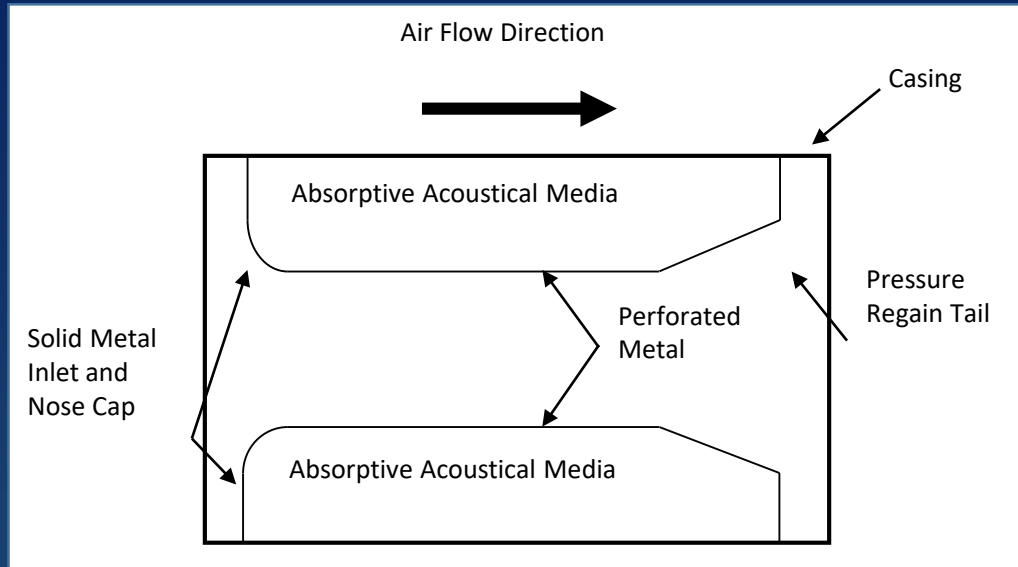 Air Flow Direction
Casing
Absorptive Acoustical Media
Pressure
Regain Tail
Perforated
Metal
Solid Metal
Inlet and
Nose Cap
Absorptive Acoustical Media